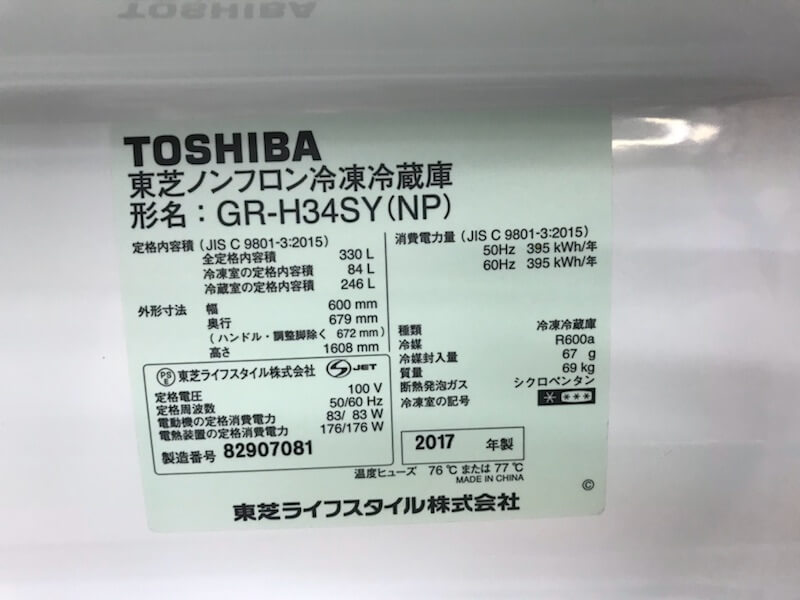 TOSHIBA
TOSHIBA
東芝ノンフロン冷凍冷蔵庫
形名：GR-H34SY(NP)
定格内容積 (JIS C 9801-3:2015)
全定格内容積 330 L
冷凍室の定格内容積 84 L
冷蔵室の定格内容積 246 L
外形寸法 幅 600 mm
奥行 679 mm
(ハンドル・調整脚除く 672 mm)
高さ 1608 mm
PSE 東芝ライフスタイル株式会社 JET
定格電圧 100 V
定格周波数 50/60 Hz
電動機の定格消費電力 83/ 83 W
電熱装置の定格消費電力 176/176 W
製造番号 82907081
消費電力量 (JIS C 9801-3:2015)
50Hz 395 kWh/年
60Hz 395 kWh/年
種類 冷凍冷蔵庫
冷媒 R600a
冷媒封入量 67 g
質量 69 kg
断熱発泡ガス シクロペンタン
冷凍室の記号 * ***
2017 年製
温度ヒューズ 76 ℃ または 77 ℃
MADE IN CHINA
©
東芝ライフスタイル株式会社